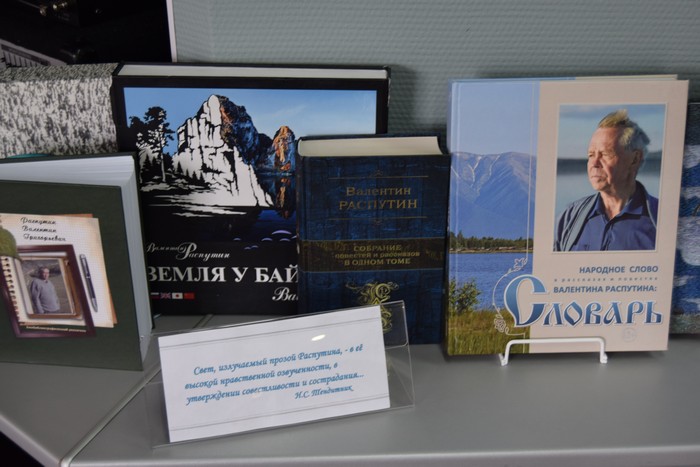 Распутин
Валентин
Григорьевич
Валентин
Распутин
ЗЕМЛЯ У БАЙ
Валентин
РАСПУТИН
СОБРАНИЕ
повестей и рассказов
В ОДНОМ ТОМЕ
НАРОДНОЕ СЛОВО
в рассказах и повестях
ВАЛЕНТИНА РАСПУТИНА:
СЛОВАРЬ
Свет, излучаемый прозой Распутина, - в её
высокой нравственной озвученности, в
утверждении совестливости и сострадания...
Н.С. Тендитник